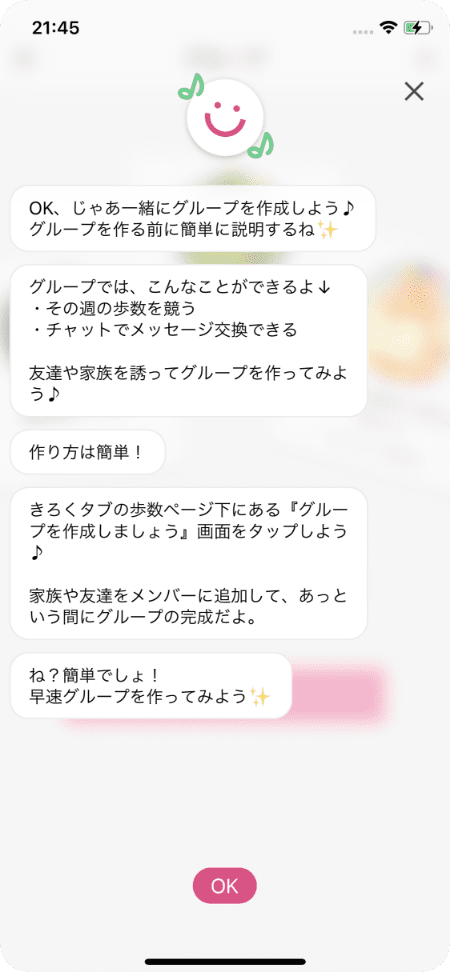 21:45
OK、じゃあ一緒にグループを作成しよう♪
グループを作る前に簡単に説明するね✨
グループでは、こんなことができるよ↓
・その週の歩数を競う
・チャットでメッセージ交換できる
友達や家族を誘ってグループを作ってみよ
う♪
作り方は簡単！
きろくタブの歩数ページ下にある『グルー
プを作成しましょう』画面をタップしよう
♪
家族や友達をメンバーに追加して、あっと
いう間にグループの完成だよ。
ね？簡単でしょ！
早速グループを作ってみよう✨
OK